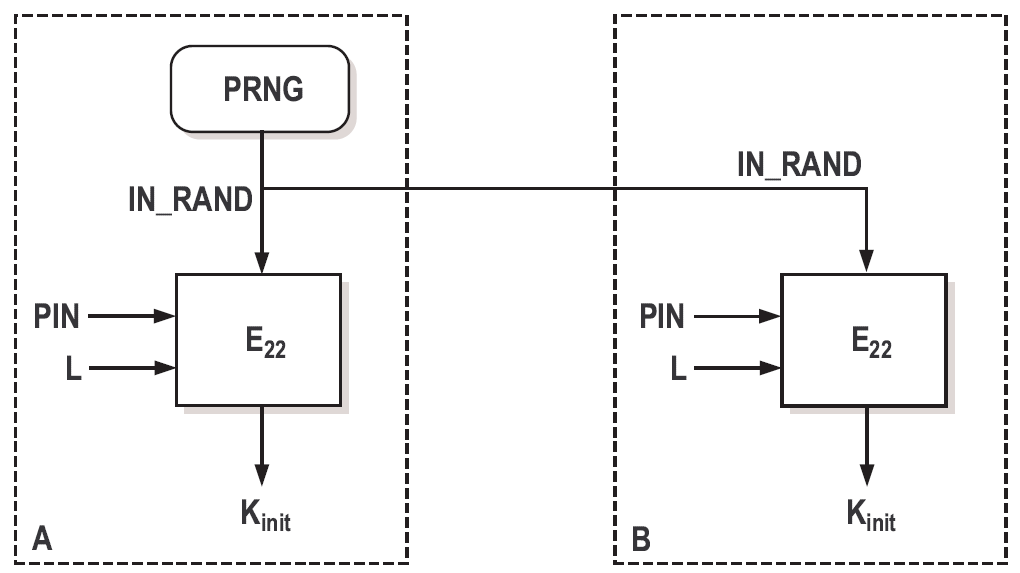 PRNG
IN_RAND
IN_RAND
PIN
L
E22
Kinit
A
PIN
L
E22
Kinit
B